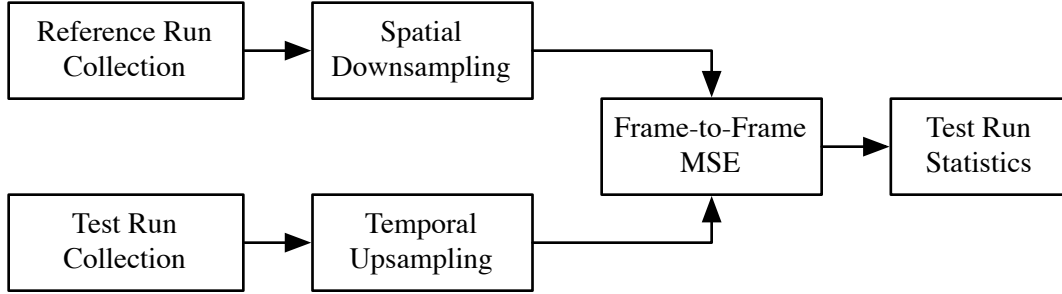 Reference Run
Collection
Spatial
Downsampling
Frame-to-Frame
MSE
Test Run
Statistics
Test Run
Collection
Temporal
Upsampling